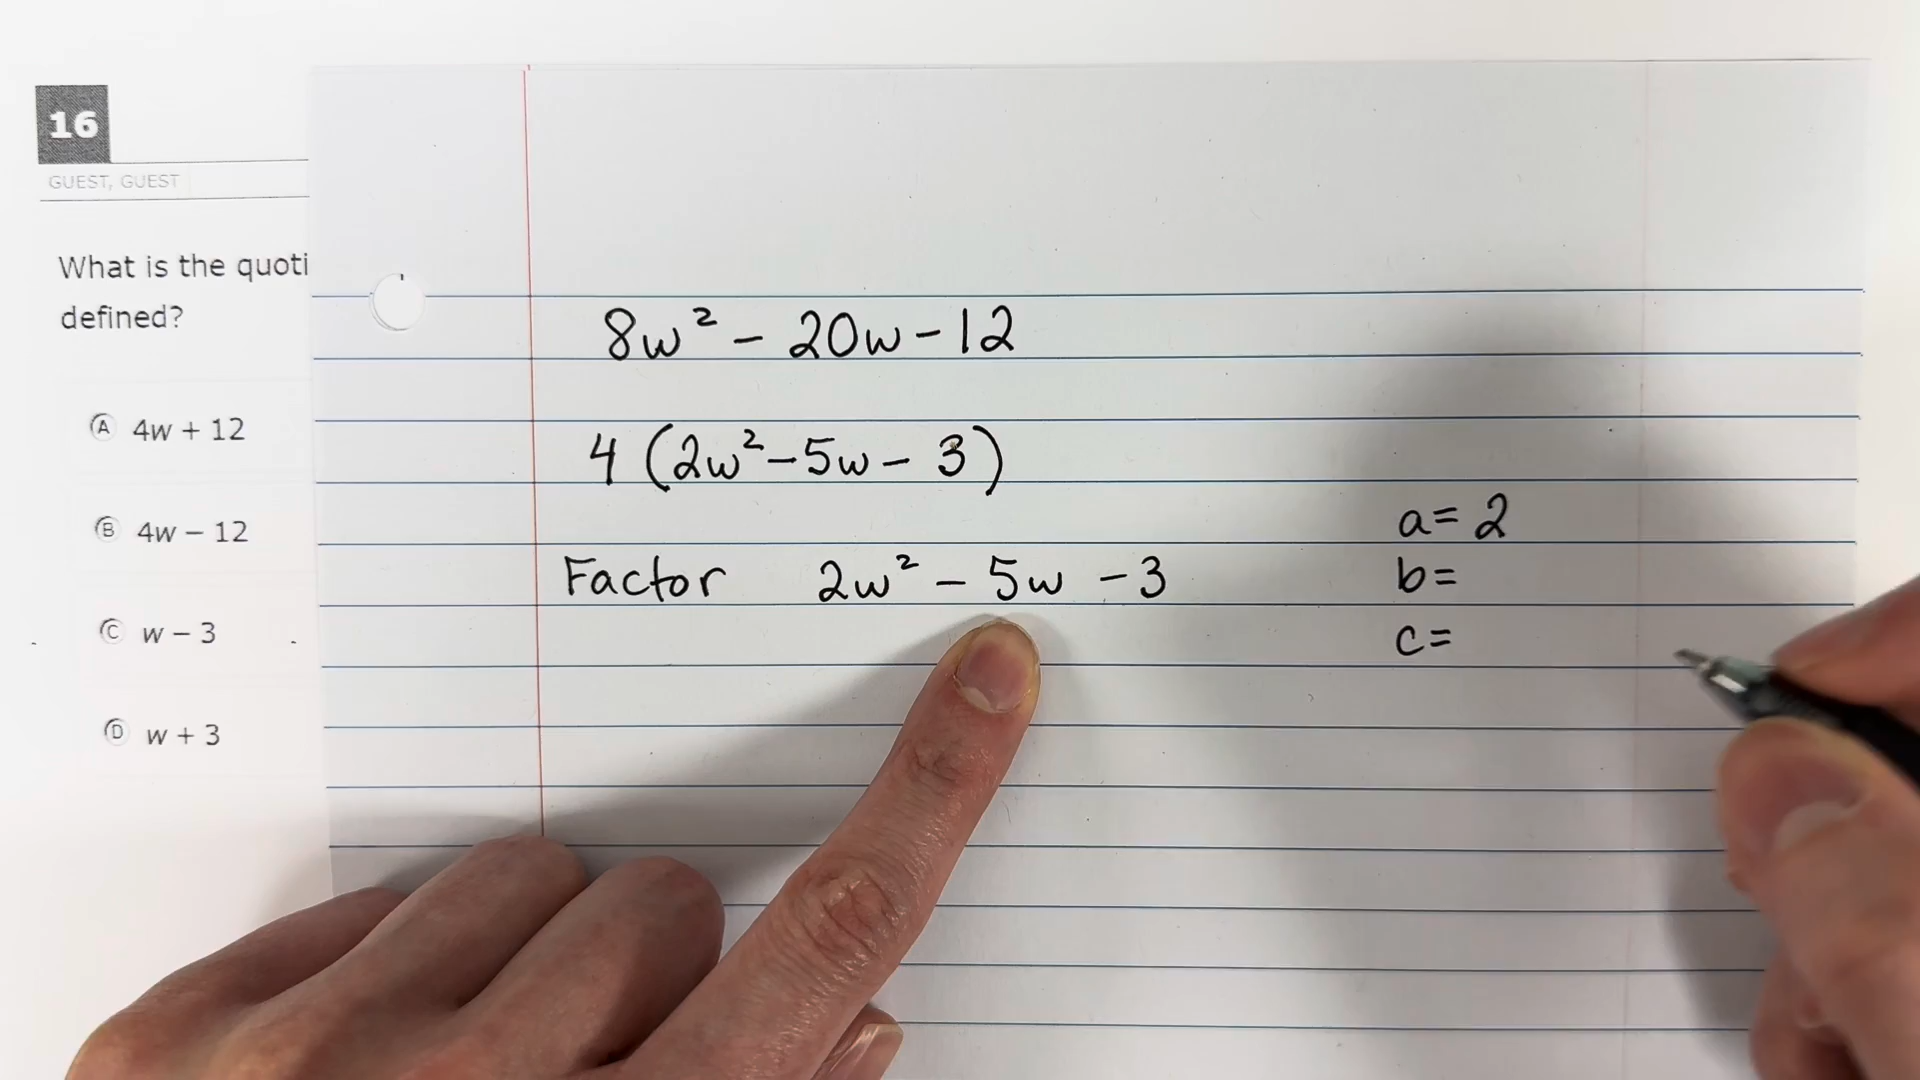 16
GUEST, GUEST
What is the quoti
defined?
A 4w + 12
B 4w − 12
C w − 3
D w + 3
8w² − 20w − 12
4 (2w² − 5w − 3)
Factor 2w² − 5w − 3
a = 2
b =
c =